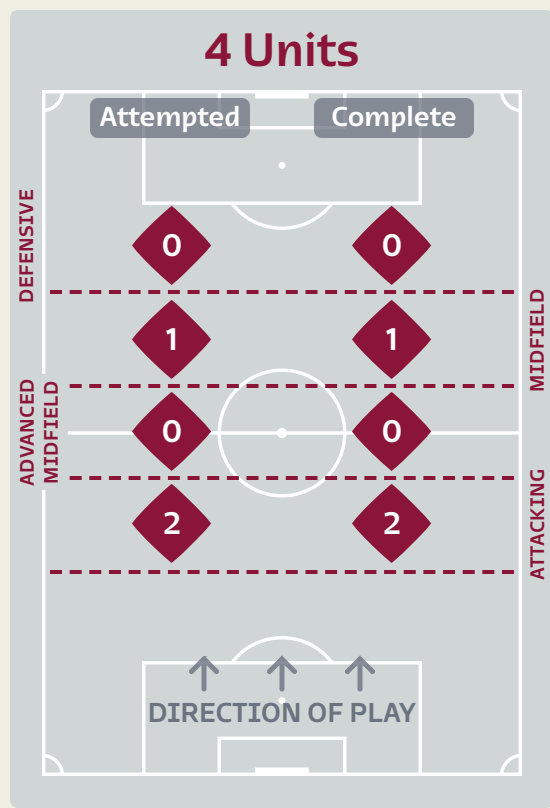 4 Units
Attempted
Complete
DEFENSIVE
0
0
MIDFIELD
1
1
ADVANCED
MIDFIELD
0
0
ATTACKING
2
2
DIRECTION OF PLAY